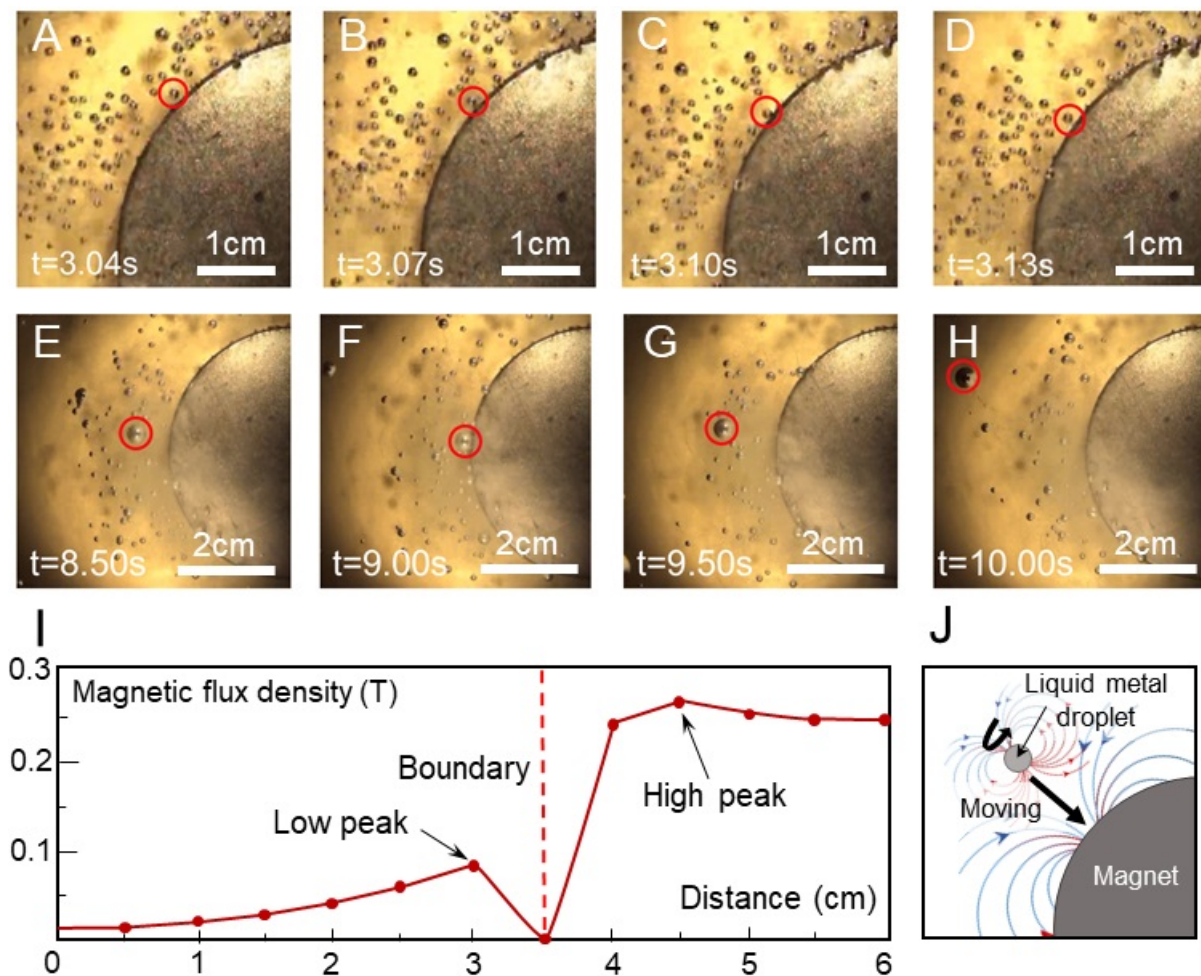 A
B
C
D
t=3.04s
1cm
t=3.07s
1cm
t=3.10s
1cm
t=3.13s
1cm
E
F
G
H
t=8.50s
2cm
t=9.00s
2cm
t=9.50s
2cm
t=10.00s
2cm
I
0.3
Magnetic flux density (T)
0.2
Boundary
High peak
Low peak
0.1
Distance (cm)
0
0
1
2
3
4
5
6
J
Liquid metal
droplet
Moving
Magnet